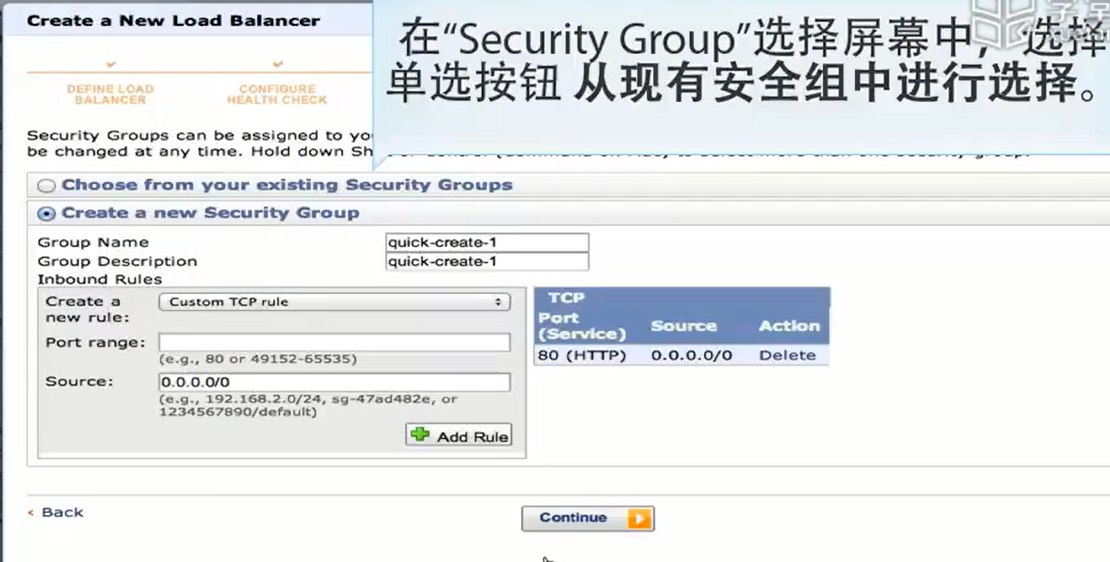 Create a New Load Balancer
在“Security Group”选择屏幕中，选择
单选按钮 从现有安全组中进行选择。
DEFINE LOAD
BALANCER
CONFIGURE
HEALTH CHECK
Security Groups can be assigned to yo
be changed at any time. Hold down Sh
Choose from your existing Security Groups
Create a new Security Group
Group Name
quick-create-1
Group Description
quick-create-1
Inbound Rules
Create a
new rule:
Custom TCP rule
Port range:
(e.g., 80 or 49152-65535)
Source:
0.0.0.0/0
(e.g., 192.168.2.0/24, sg-47ad482e, or
1234567890/default)
Add Rule
TCP
Port
(Service)
Source
Action
80 (HTTP)
0.0.0.0/0
Delete
< Back
Continue